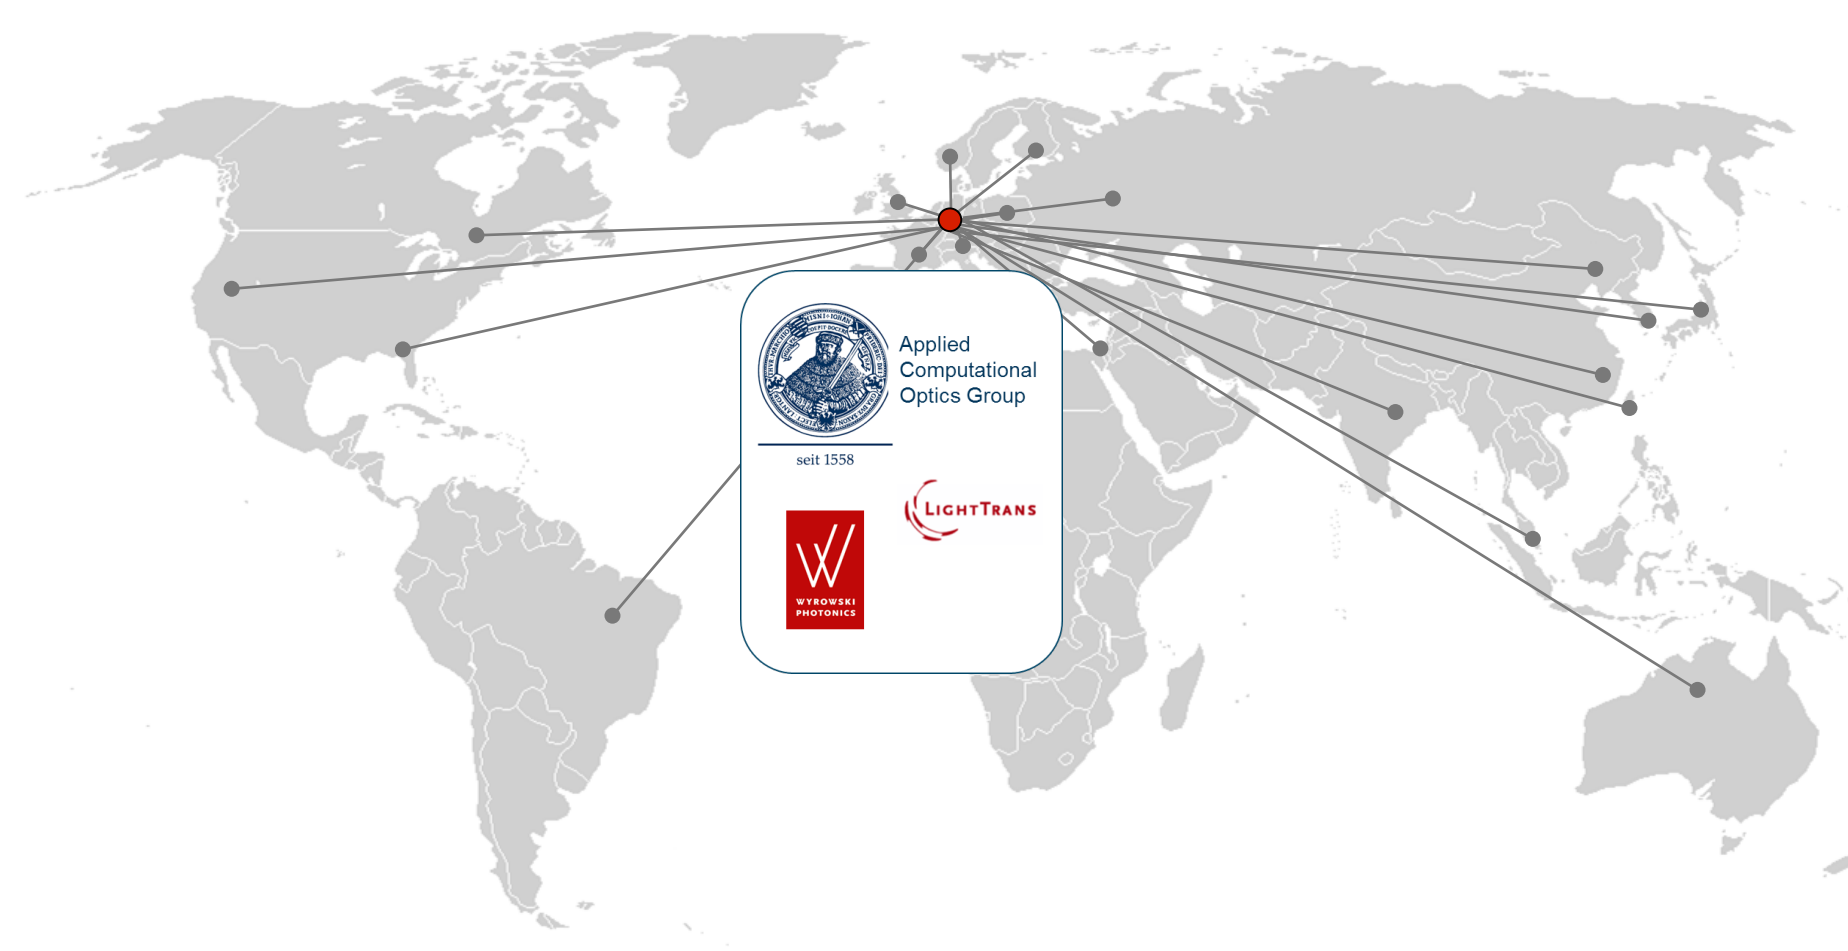 Applied
Computational
Optics Group
seit 1558
LIGHTTRANS
WYROWSKI
PHOTONICS